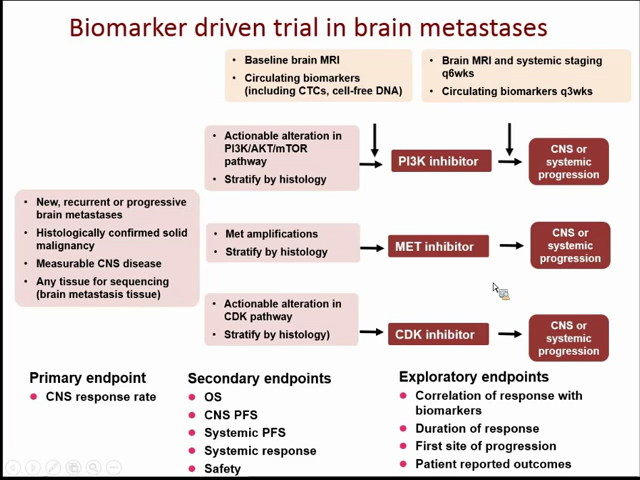 Biomarker driven trial in brain metastases
• Baseline brain MRI
• Circulating biomarkers
(including CTCs, cell-free DNA)
• Brain MRI and systemic staging
q6wks
• Circulating biomarkers q3wks
• New, recurrent or progressive
brain metastases
• Histologically confirmed solid
malignancy
• Measurable CNS disease
• Any tissue for sequencing
(brain metastasis tissue)
• Actionable alteration in
PI3K/AKT/mTOR
pathway
• Stratify by histology
PI3K inhibitor
CNS or
systemic
progression
• Met amplifications
• Stratify by histology
MET inhibitor
CNS or
systemic
progression
• Actionable alteration in
CDK pathway
• Stratify by histology)
CDK inhibitor
CNS or
systemic
progression
Primary endpoint
• CNS response rate
Secondary endpoints
• OS
• CNS PFS
• Systemic PFS
• Systemic response
• Safety
Exploratory endpoints
• Correlation of response with
biomarkers
• Duration of response
• First site of progression
• Patient reported outcomes